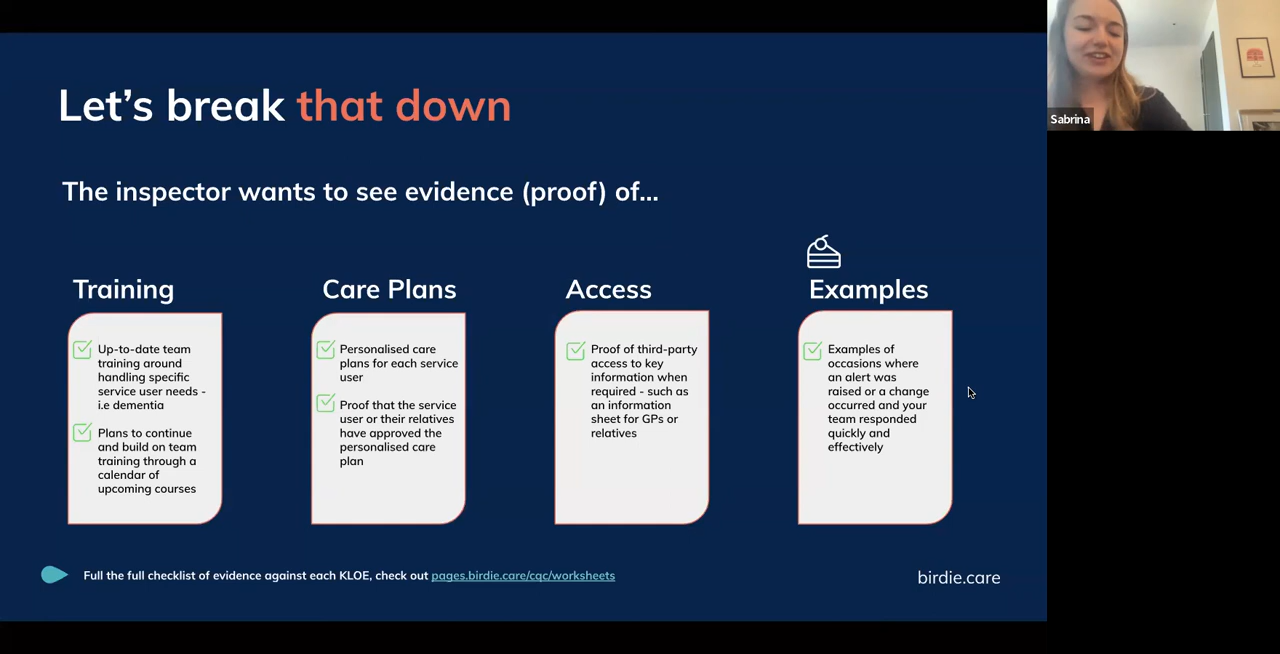 Let's break that down
Sabrina
The inspector wants to see evidence (proof) of...
Training
Up-to-date team
training around
handling specific
service user needs -
i.e dementia
Plans to continue
and build on team
training through a
calendar of
upcoming courses
Care Plans
Personalised care
plans for each service
user
Proof that the service
user or their relatives
have approved the
personalised care
plan
Access
Proof of third-party
access to key
information when
required - such as
an information
sheet for GPs or
relatives
Examples
Examples of
occasions where
an alert was
raised or a change
occurred and your
team responded
quickly and
effectively
Full the full checklist of evidence against each KLOE, check out pages.birdie.care/cqc/worksheets
birdie.care